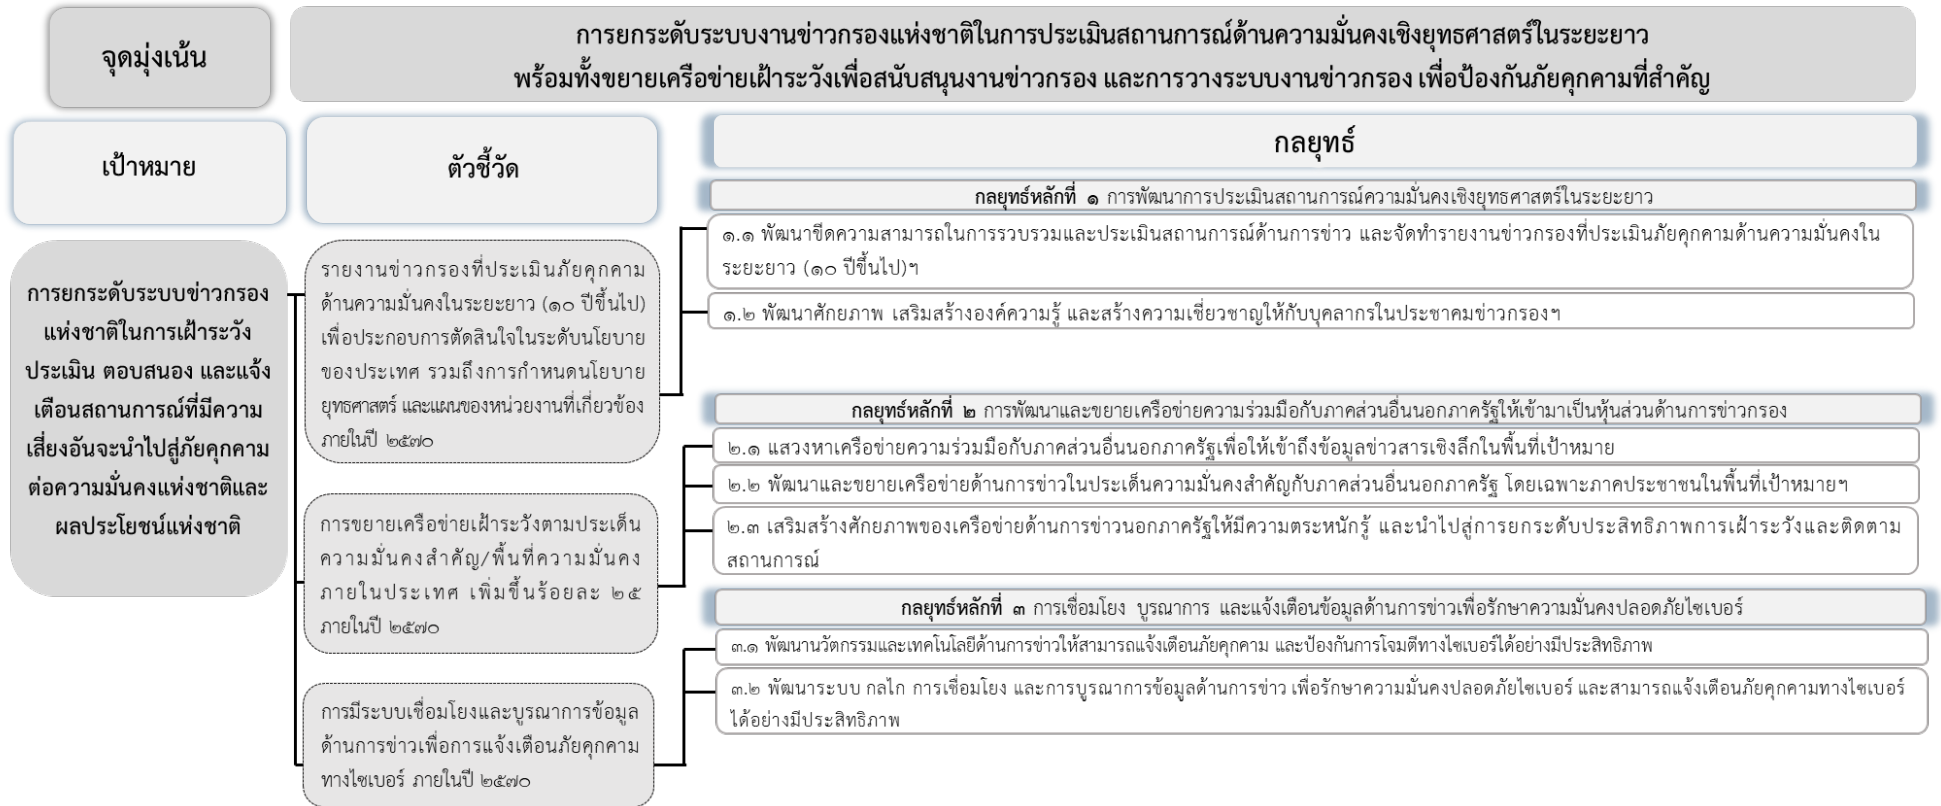 จุดมุ่งเน้น
การยกระดับระบบงานข่าวกรองแห่งชาติในการประเมินสถานการณ์ด้านความมั่นคงเชิงยุทธศาสตร์ในระยะยาว
พร้อมทั้งขยายเครือข่ายเฝ้าระวังเพื่อสนับสนุนงานข่าวกรอง และการวางระบบงานข่าวกรอง เพื่อป้องกันภัยคุกคามที่สำคัญ
เป้าหมาย
ตัวชี้วัด
กลยุทธ์
การยกระดับระบบข่าวกรอง
แห่งชาติในการเฝ้าระวัง
ประเมิน ตอบสนอง และแจ้ง
เตือนสถานการณ์ที่มีความ
เสี่ยงอันจะนำไปสู่ภัยคุกคาม
ต่อความมั่นคงแห่งชาติและ
ผลประโยชน์แห่งชาติ
รายงานข่าวกรองที่ประเมินภัยคุกคาม
ด้านความมั่นคงในระยะยาว (๑๐ ปีขึ้นไป)
เพื่อประกอบการตัดสินใจในระดับนโยบาย
ของประเทศ รวมถึงการกำหนดนโยบาย
ยุทธศาสตร์ และแผนของหน่วยงานที่เกี่ยวข้อง
ภายในปี ๒๕๗๐
กลยุทธ์หลักที่ ๑ การพัฒนาการประเมินสถานการณ์ความมั่นคงเชิงยุทธศาสตร์ในระยะยาว
๑.๑ พัฒนาขีดความสามารถในการรวบรวมและประเมินสถานการณ์ด้านการข่าว และจัดทำรายงานข่าวกรองที่ประเมินภัยคุกคามด้านความมั่นคงใน
ระยะยาว (๑๐ ปีขึ้นไป)ฯ
๑.๒ พัฒนาศักยภาพ เสริมสร้างองค์ความรู้ และสร้างความเชี่ยวชาญให้กับบุคลากรในประชาคมข่าวกรองฯ
การขยายเครือข่ายเฝ้าระวังตามประเด็น
ความมั่นคงสำคัญ/พื้นที่ความมั่นคง
ภายในประเทศ เพิ่มขึ้นร้อยละ ๒๕
ภายในปี ๒๕๗๐
กลยุทธ์หลักที่ ๒ การพัฒนาและขยายเครือข่ายความร่วมมือกับภาคส่วนอื่นนอกภาครัฐให้เข้ามาเป็นหุ้นส่วนด้านการข่าวกรอง
๒.๑ แสวงหาเครือข่ายความร่วมมือกับภาคส่วนอื่นนอกภาครัฐเพื่อให้เข้าถึงข้อมูลข่าวสารเชิงลึกในพื้นที่เป้าหมาย
๒.๒ พัฒนาและขยายเครือข่ายด้านการข่าวในประเด็นความมั่นคงสำคัญกับภาคส่วนอื่นนอกภาครัฐ โดยเฉพาะภาคประชาชนในพื้นที่เป้าหมายฯ
๒.๓ เสริมสร้างศักยภาพของเครือข่ายด้านการข่าวนอกภาครัฐให้มีความตระหนักรู้ และนำไปสู่การยกระดับประสิทธิภาพการเฝ้าระวังและติดตาม
สถานการณ์
การมีระบบเชื่อมโยงและบูรณาการข้อมูล
ด้านการข่าวเพื่อการแจ้งเตือนภัยคุกคาม
ทางไซเบอร์ ภายในปี ๒๕๗๐
กลยุทธ์หลักที่ ๓ การเชื่อมโยง บูรณาการ และแจ้งเตือนข้อมูลด้านการข่าวเพื่อรักษาความมั่นคงปลอดภัยไซเบอร์
๓.๑ พัฒนานวัตกรรมและเทคโนโลยีด้านการข่าวให้สามารถแจ้งเตือนภัยคุกคาม และป้องกันการโจมตีทางไซเบอร์ได้อย่างมีประสิทธิภาพ
๓.๒ พัฒนาระบบ กลไก การเชื่อมโยง และการบูรณาการข้อมูลด้านการข่าว เพื่อรักษาความมั่นคงปลอดภัยไซเบอร์ และสามารถแจ้งเตือนภัยคุกคามทางไซเบอร์
ได้อย่างมีประสิทธิภาพ